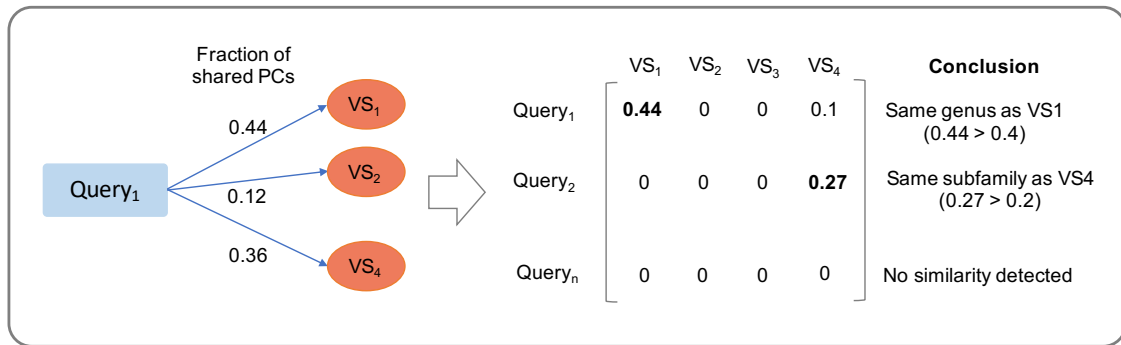 Fraction of
shared PCs
0.44
0.12
0.36
Query1
VS1
VS2
VS4
VS1 VS2 VS3 VS4 Conclusion
Query1 0.44 0 0 0.1 Same genus as VS1
(0.44 > 0.4)
Query2 0 0 0 0.27 Same subfamily as VS4
(0.27 > 0.2)
Queryn 0 0 0 0 No similarity detected